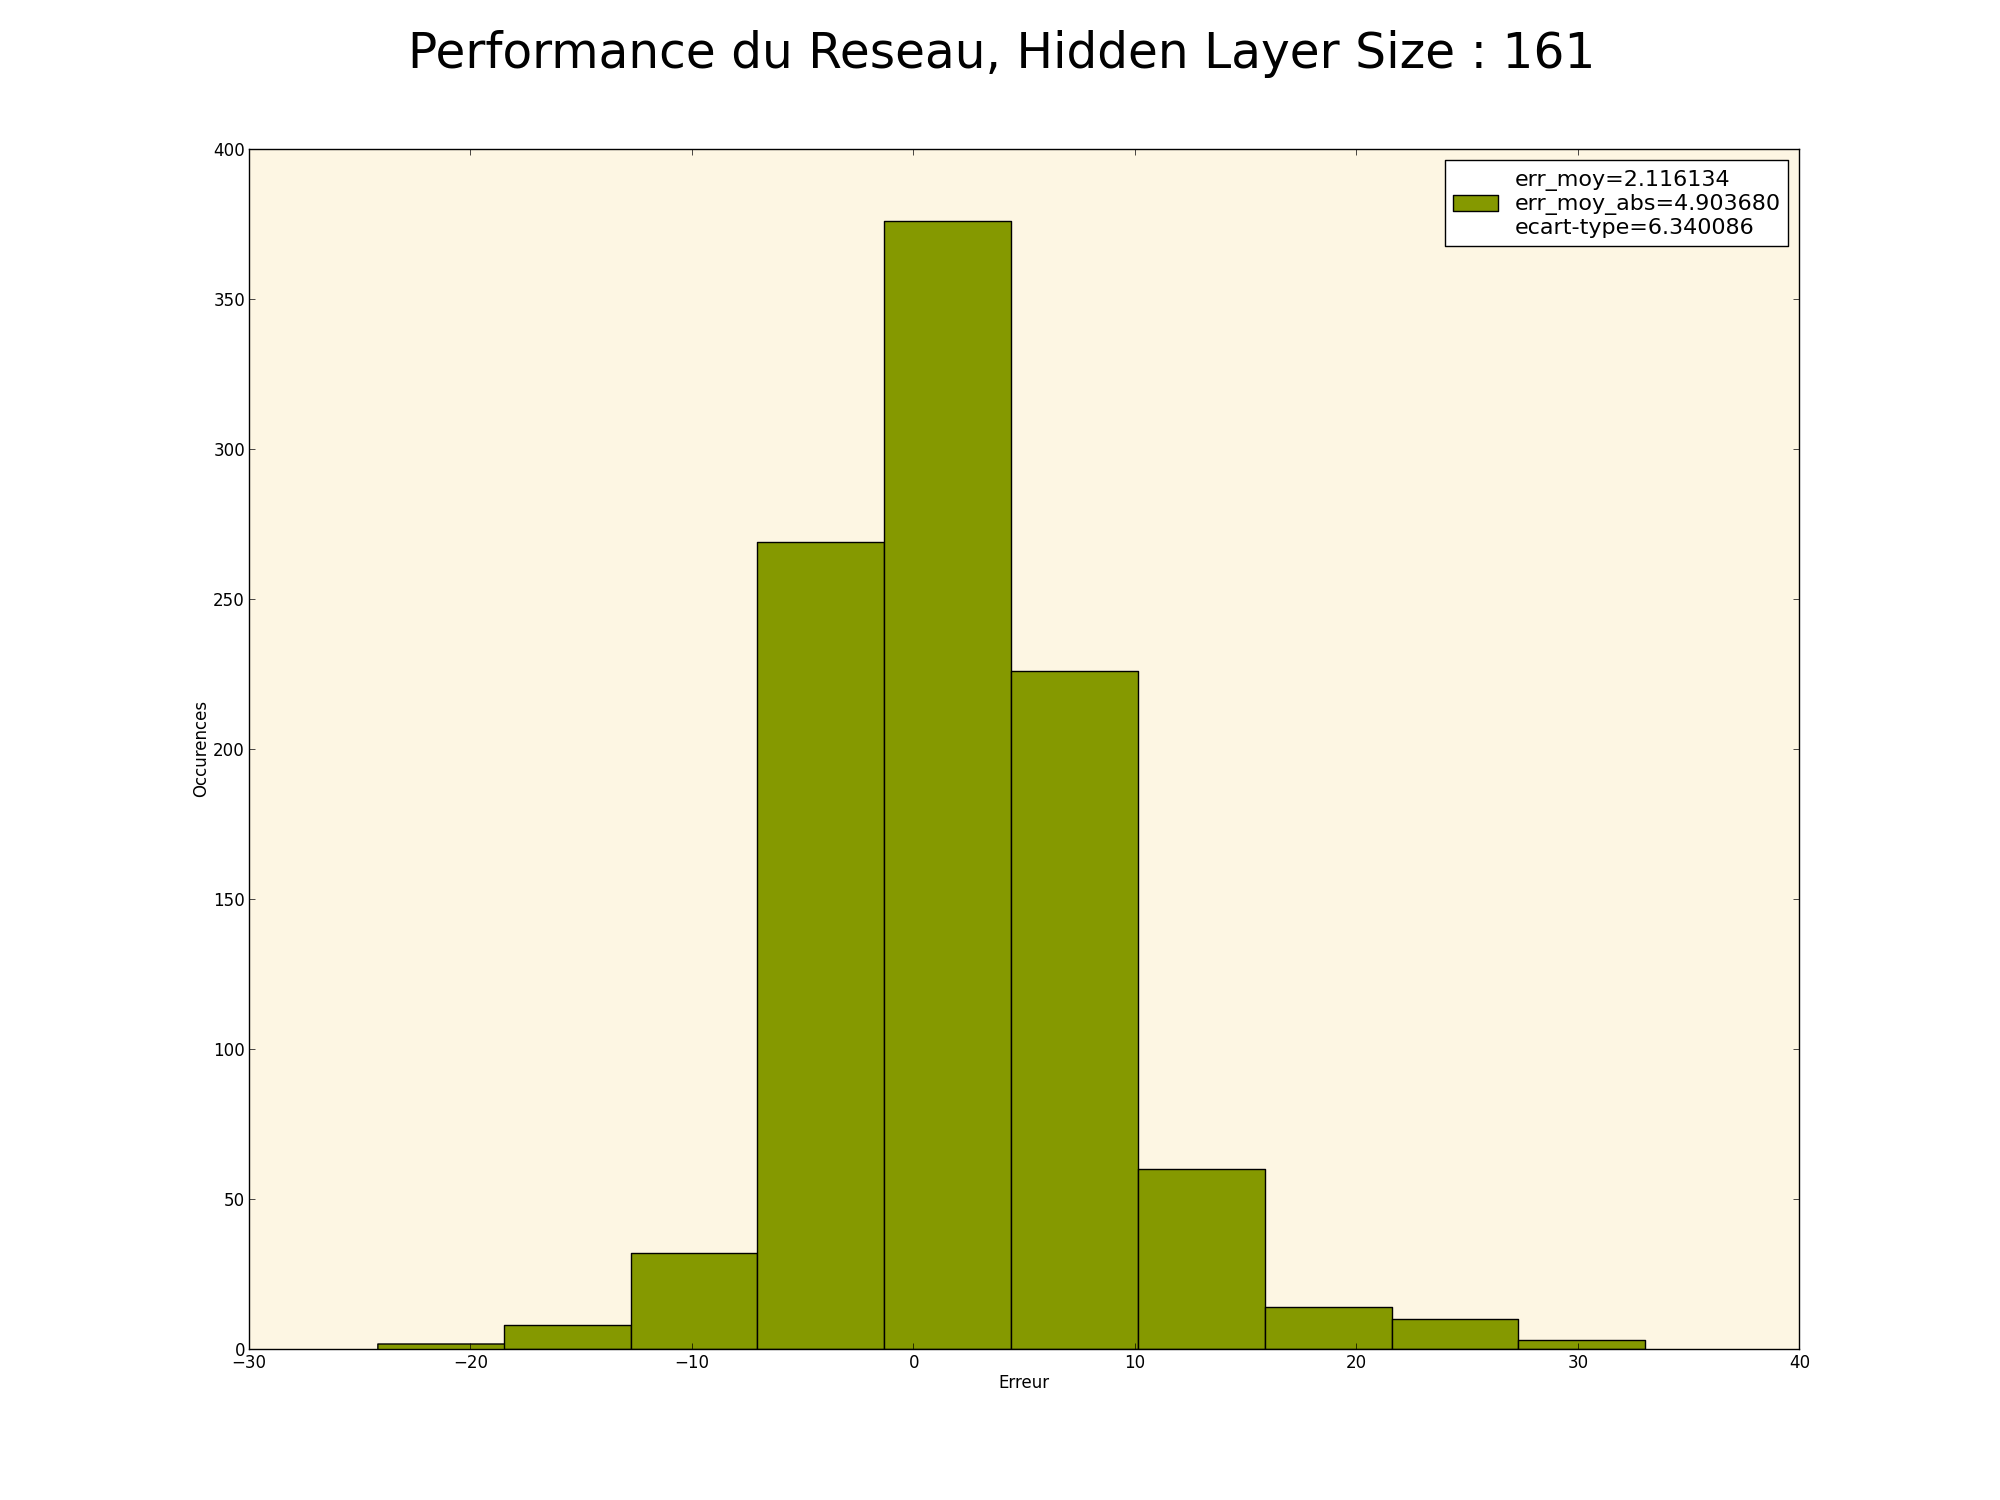 Performance du Reseau, Hidden Layer Size : 161
err_moy=2.116134
err_moy_abs=4.903680
ecart-type=6.340086
400
350
300
250
200
150
100
50
0
Occurences
−30
−20
−10
0
10
20
30
40
Erreur